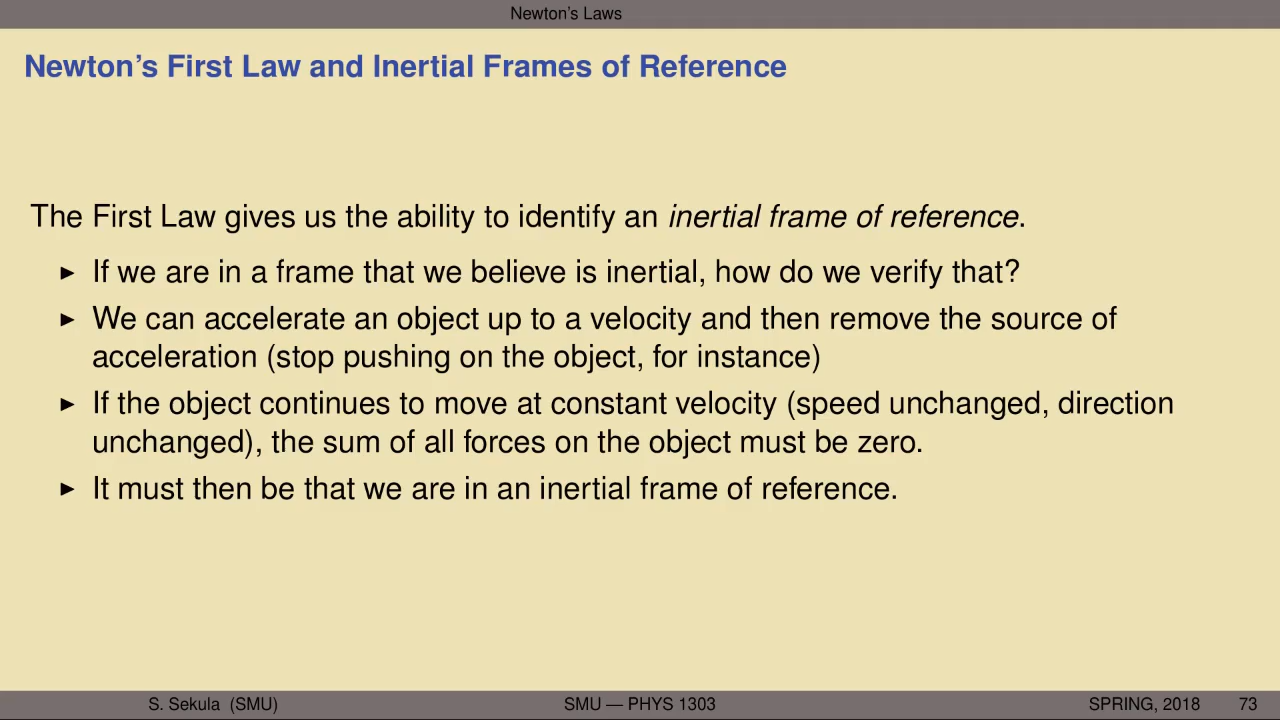 Newton's Laws
Newton's First Law and Inertial Frames of Reference
The First Law gives us the ability to identify an inertial frame of reference.
▶ If we are in a frame that we believe is inertial, how do we verify that?
▶ We can accelerate an object up to a velocity and then remove the source of
acceleration (stop pushing on the object, for instance)
▶ If the object continues to move at constant velocity (speed unchanged, direction
unchanged), the sum of all forces on the object must be zero.
▶ It must then be that we are in an inertial frame of reference.
S. Sekula (SMU) SMU — PHYS 1303 SPRING, 2018 73